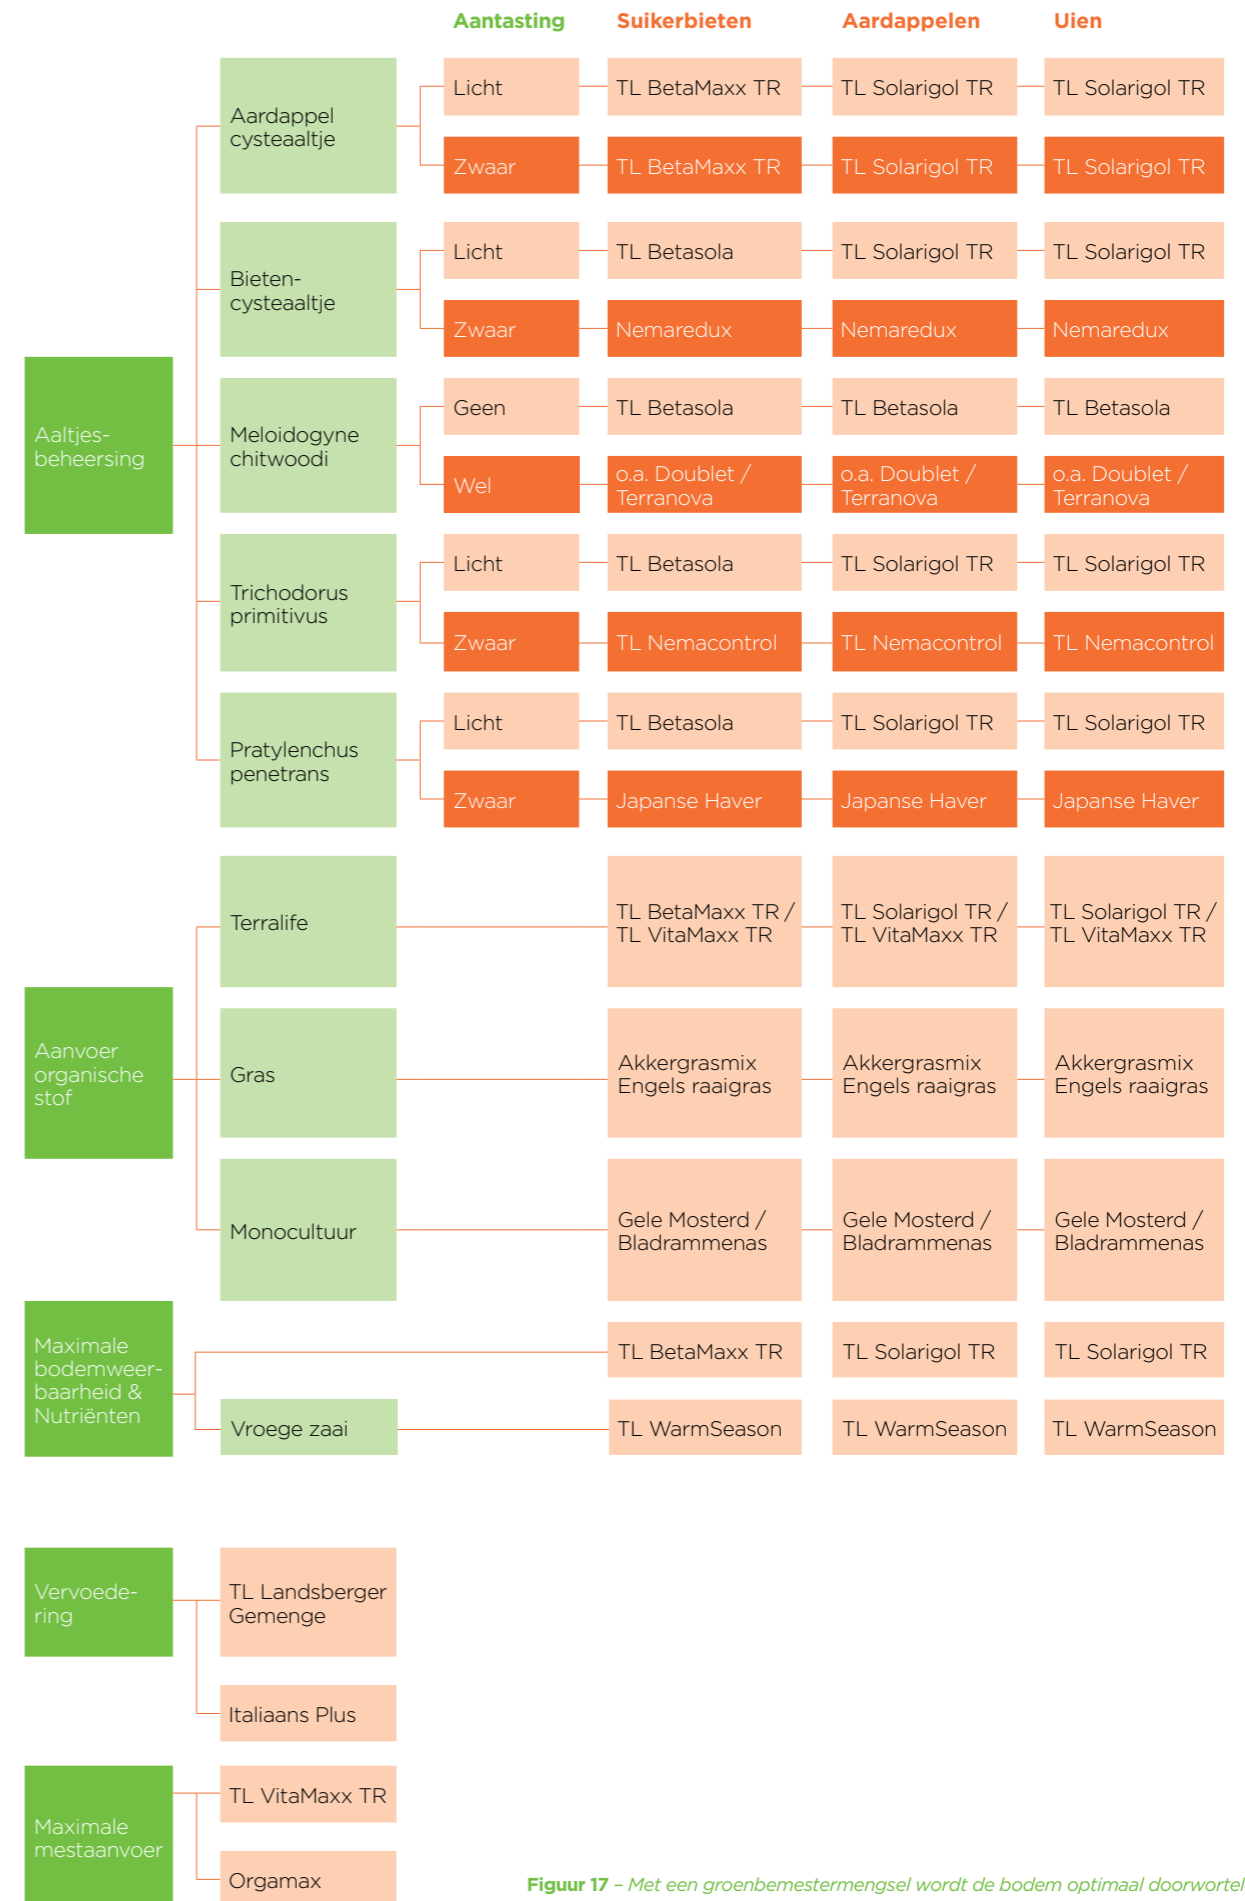 Aantasting Suikerbieten Aardappelen Uien
Aaltjes-
beheersing
Aardappel
cysteaaltje
Licht TL BetaMaxx TR TL Solarigol TR TL Solarigol TR
Zwaar TL BetaMaxx TR TL Solarigol TR TL Solarigol TR
Bieten-
cysteaaltje
Licht TL Betasola TL Solarigol TR TL Solarigol TR
Zwaar Nemaredux Nemaredux Nemaredux
Meloidogyne
chitwoodi
Geen TL Betasola TL Betasola TL Betasola
Wel
o.a. Doublet /
Terranova
o.a. Doublet /
Terranova
o.a. Doublet /
Terranova
Trichodorus
primitivus
Licht TL Betasola TL Solarigol TR TL Solarigol TR
Zwaar TL Nemacontrol TL Nemacontrol TL Nemacontrol
Pratylenchus
penetrans
Licht TL Betasola TL Solarigol TR TL Solarigol TR
Zwaar Japanse Haver Japanse Haver Japanse Haver
Aanvoer
organische
stof
Terralife
TL BetaMaxx TR /
TL VitaMaxx TR
TL Solarigol TR /
TL VitaMaxx TR
TL Solarigol TR /
TL VitaMaxx TR
Gras
Akkergrasmix
Engels raaigras
Akkergrasmix
Engels raaigras
Akkergrasmix
Engels raaigras
Monocultuur
Gele Mosterd /
Bladrammenas
Gele Mosterd /
Bladrammenas
Gele Mosterd /
Bladrammenas
Maximale
bodemweer-
baarheid &
Nutriënten
TL BetaMaxx TR TL Solarigol TR TL Solarigol TR
Vroege zaai TL WarmSeason TL WarmSeason TL WarmSeason
Vervoede-
ring
TL Landsberger
Gemenge
Italiaans Plus
Maximale
mestaanvoer
TL VitaMaxx TR
Orgamax
Figuur 17 – Met een groenbemestermengsel wordt de bodem optimaal doorwortel